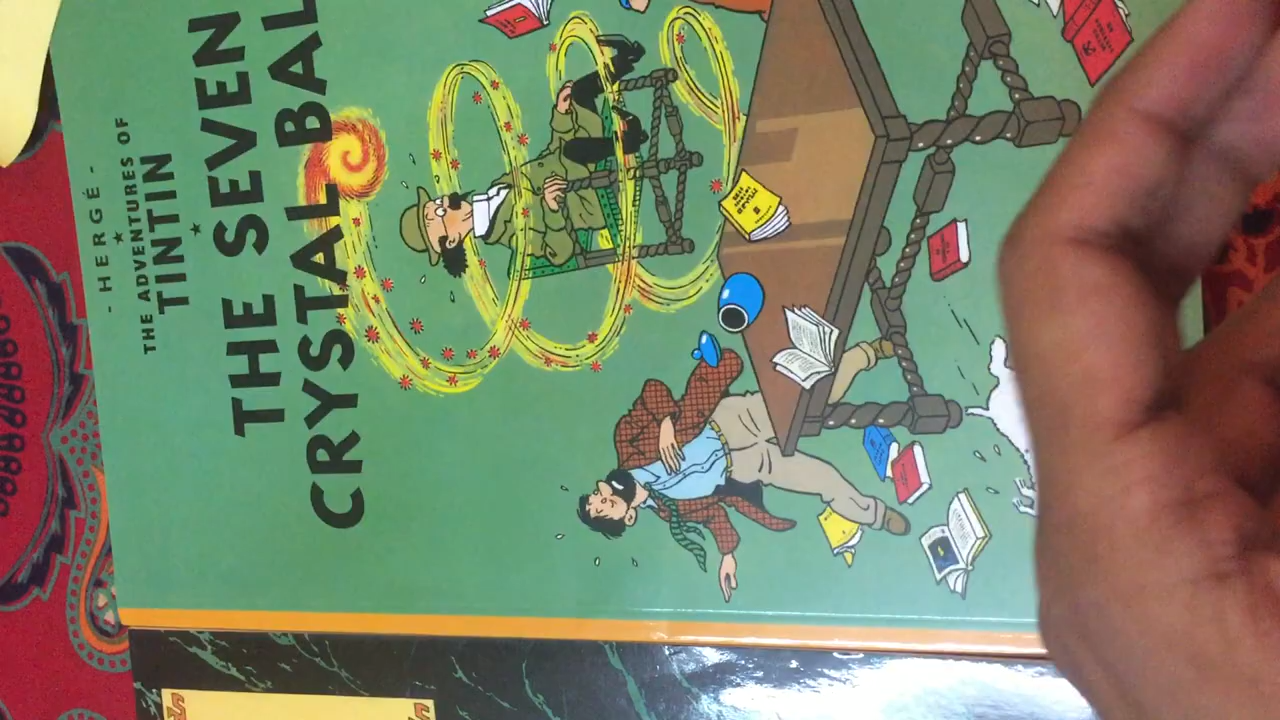 - HERGÉ -
THE ADVENTURES OF
TINTIN
THE SEVEN
CRYSTAL BAL